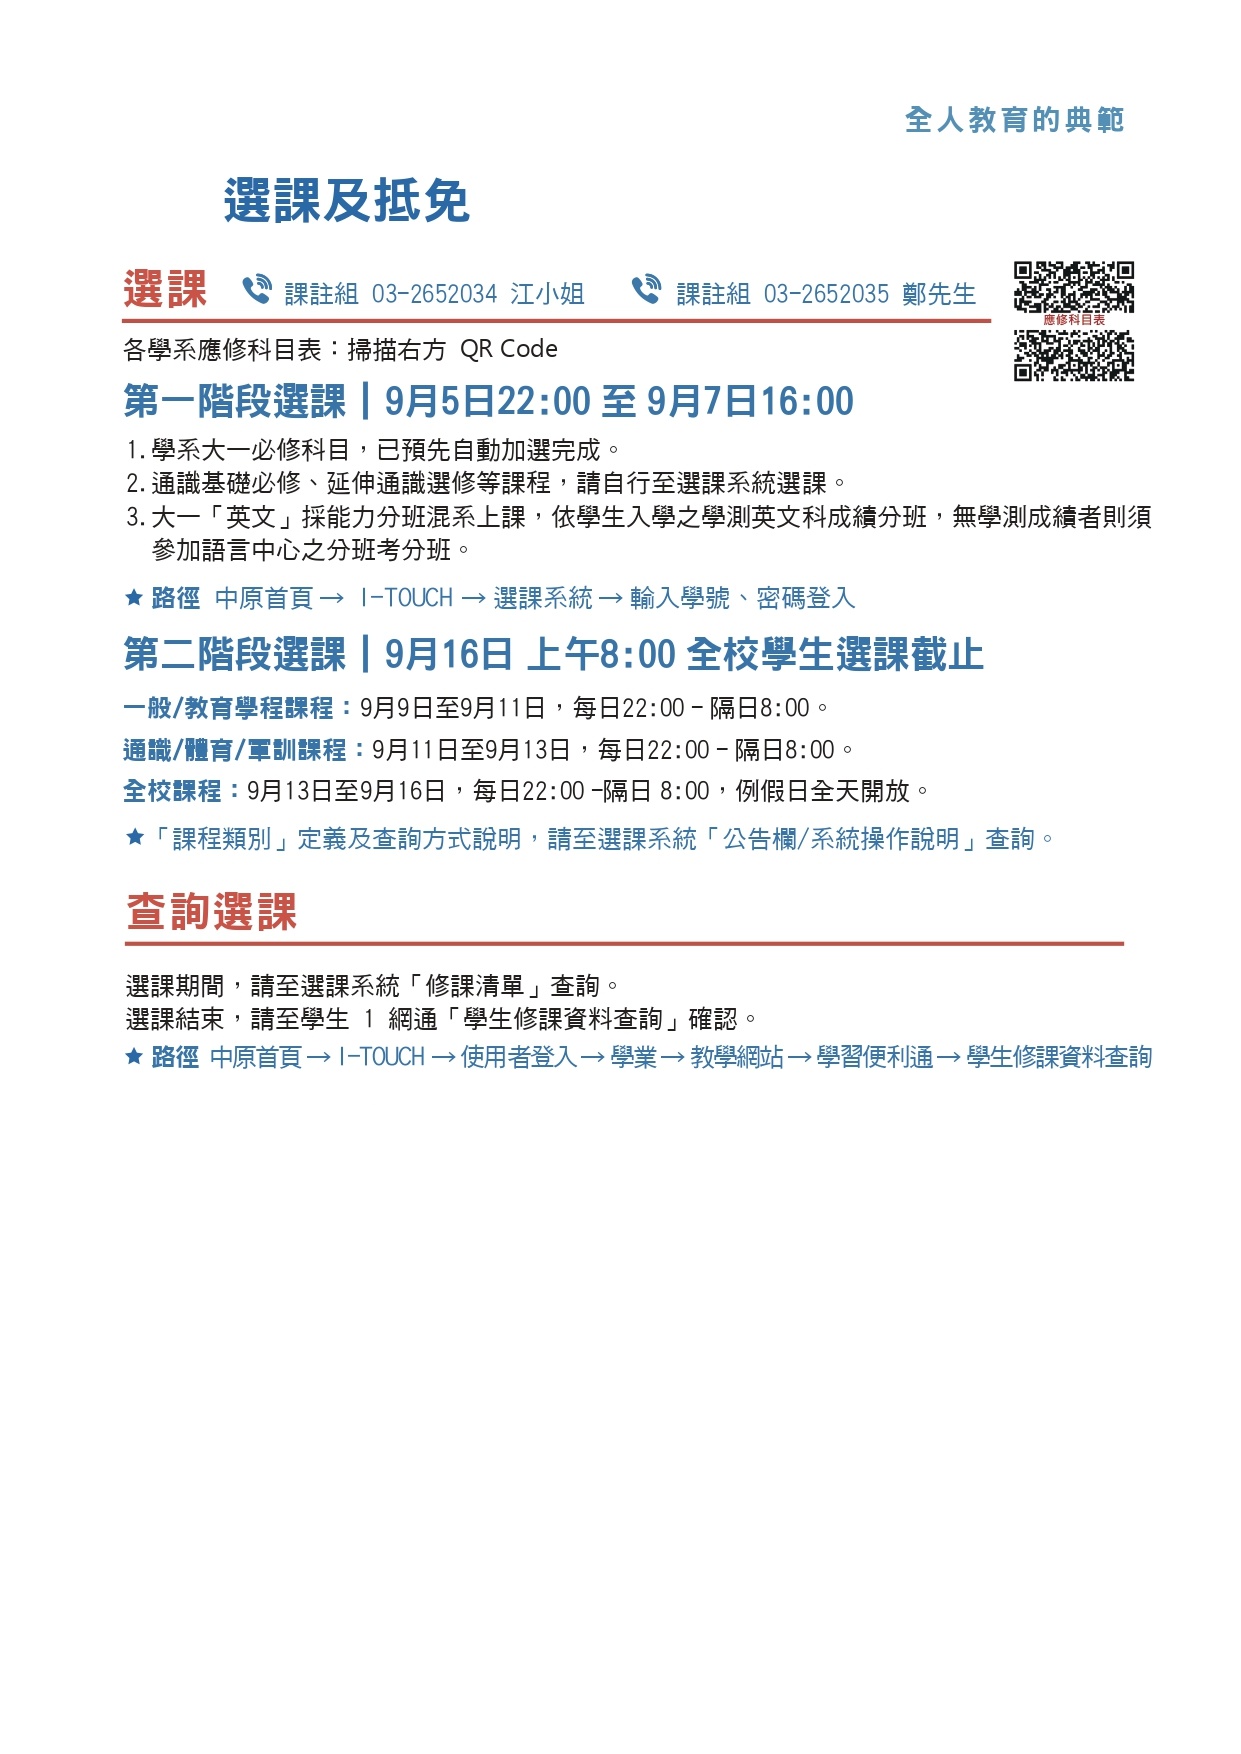 全人教育的典範
選課及抵免
選課 課註組 03-2652034 江小姐 課註組 03-2652035 鄭先生
應修科目表
各學系應修科目表：掃描右方 QR Code
第一階段選課｜9月5日22:00 至 9月7日16:00
1.學系大一必修科目，已預先自動加選完成。
2.通識基礎必修、延伸通識選修等課程，請自行至選課系統選課。
3.大一「英文」採能力分班混系上課，依學生入學之學測英文科成績分班，無學測成績者則須
參加語言中心之分班考分班。
★ 路徑 中原首頁→ I-TOUCH → 選課系統→ 輸入學號、密碼登入
第二階段選課｜9月16日 上午8:00 全校學生選課截止
一般/教育學程課程：9月9日至9月11日，每日22:00－隔日8:00。
通識/體育/軍訓課程：9月11日至9月13日，每日22:00－隔日8:00。
全校課程：9月13日至9月16日，每日22:00 -隔日 8:00，例假日全天開放。
★「課程類別」定義及查詢方式說明，請至選課系統「公告欄/系統操作說明」查詢。
查詢選課
選課期間，請至選課系統「修課清單」查詢。
選課結束，請至學生 1 網通「學生修課資料查詢」確認。
★ 路徑 中原首頁→I-TOUCH→使用者登入→學業→教學網站→學習便利通→學生修課資料查詢